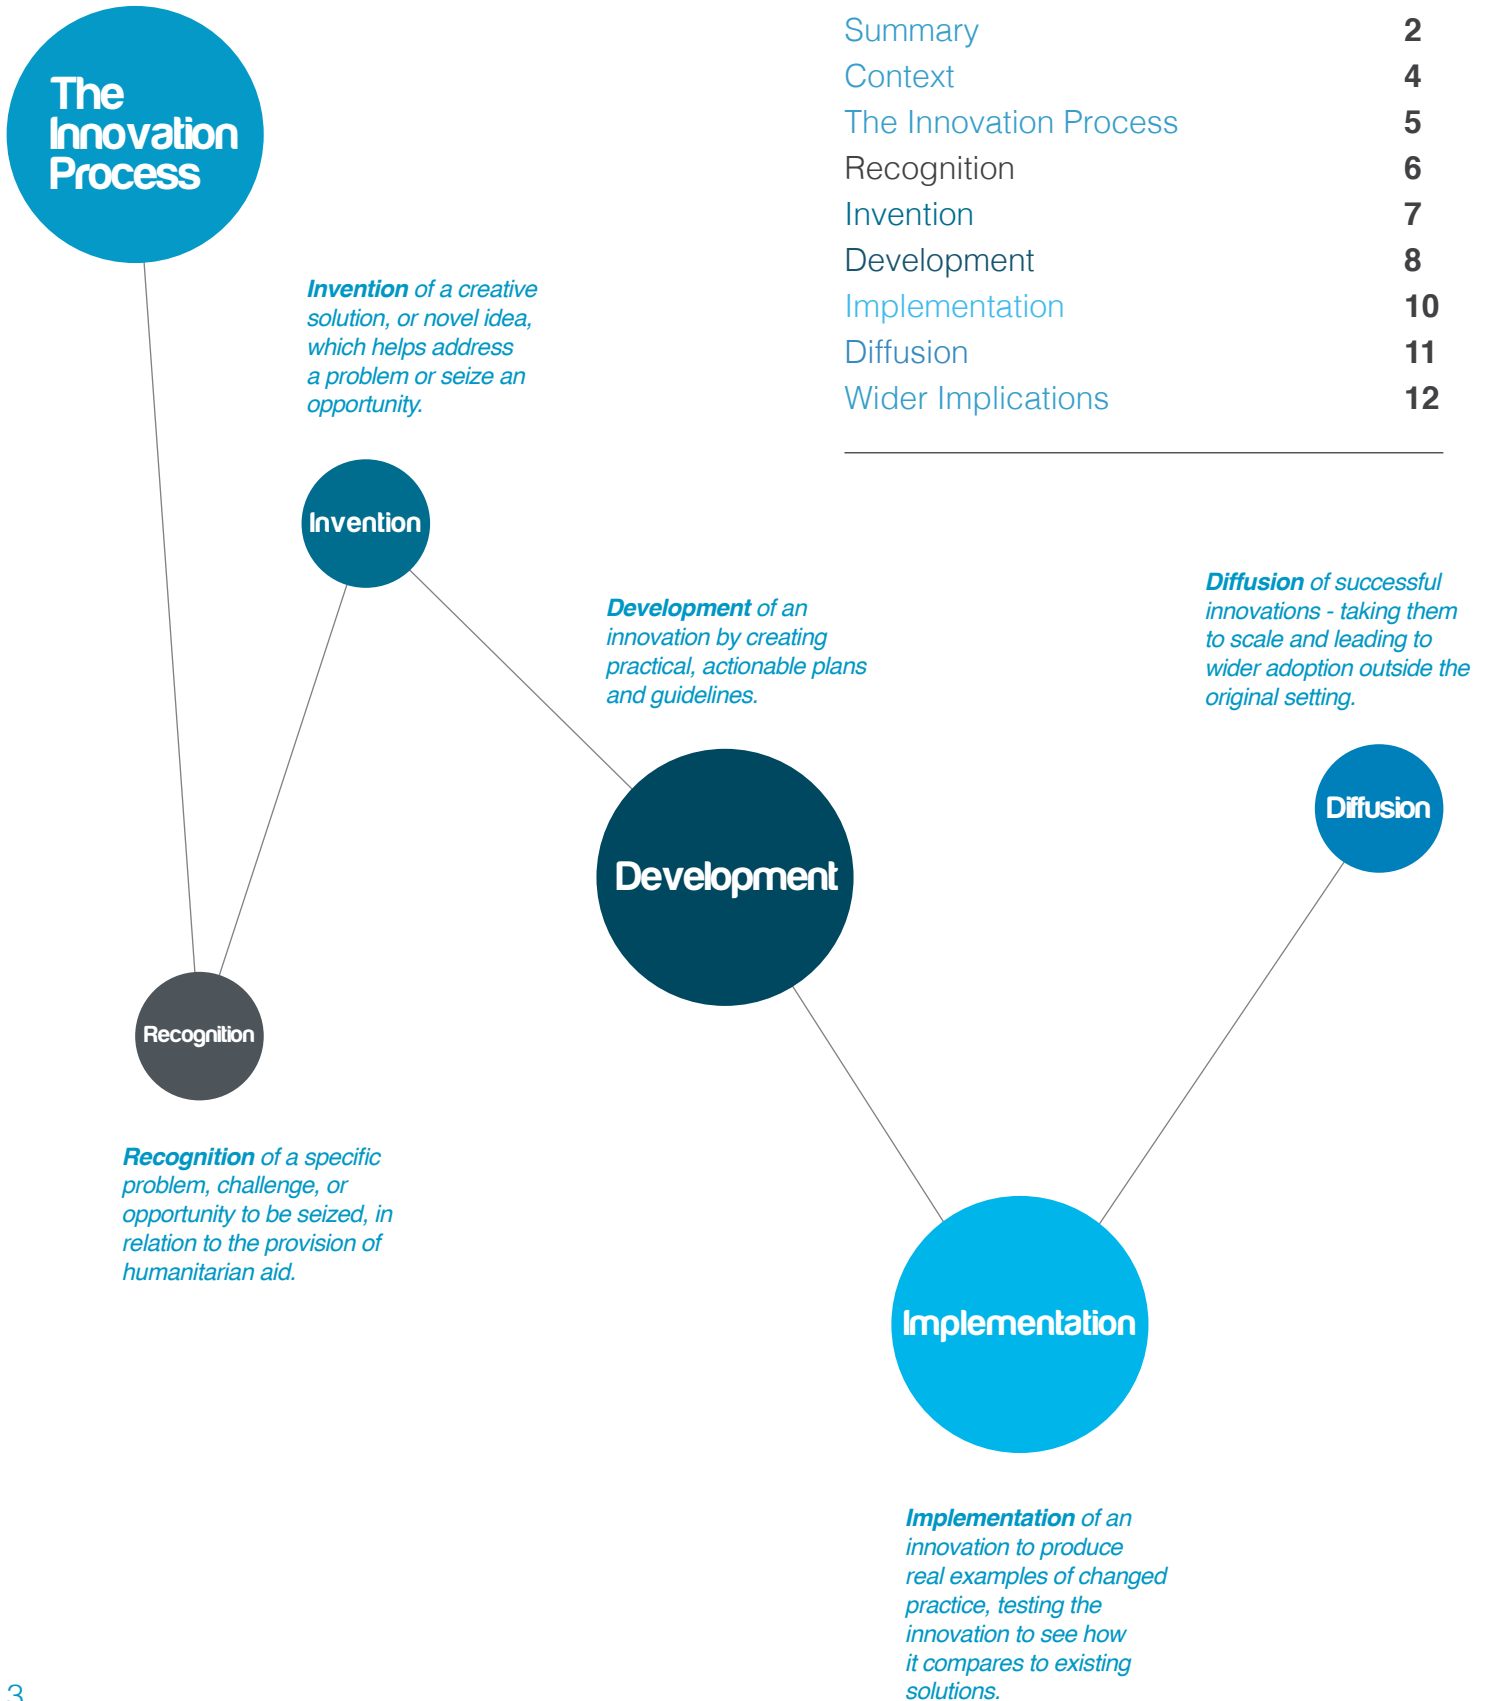 The
Innovation
Process
Summary 2
Context 4
The Innovation Process 5
Recognition 6
Invention 7
Development 8
Implementation 10
Diffusion 11
Wider Implications 12
Invention of a creative
solution, or novel idea,
which helps address
a problem or seize an
opportunity.
Invention
Development of an
innovation by creating
practical, actionable plans
and guidelines.
Development
Diffusion of successful
innovations - taking them
to scale and leading to
wider adoption outside the
original setting.
Diffusion
Recognition
Recognition of a specific
problem, challenge, or
opportunity to be seized, in
relation to the provision of
humanitarian aid.
Implementation
Implementation of an
innovation to produce
real examples of changed
practice, testing the
innovation to see how
it compares to existing
solutions.
3